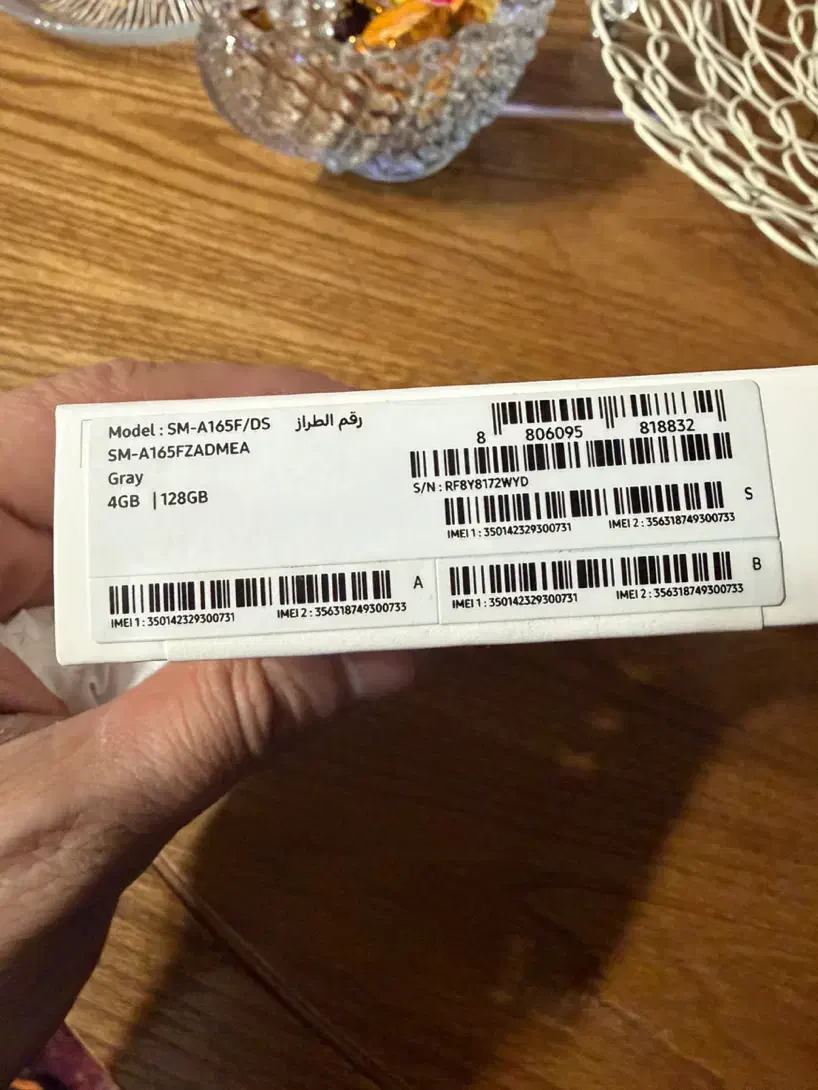 Model : SM-A165F/DS رقم الطراز
SM-A165FZADMEA
Gray
4GB | 128GB
8 806095 818832
S/N : RF8Y8172WYD
S
IMEI 1 : 350142329300731 IMEI 2 : 356318749300733
A
IMEI 1 : 350142329300731 IMEI 2 : 356318749300733
B
IMEI 1 : 350142329300731 IMEI 2 : 356318749300733